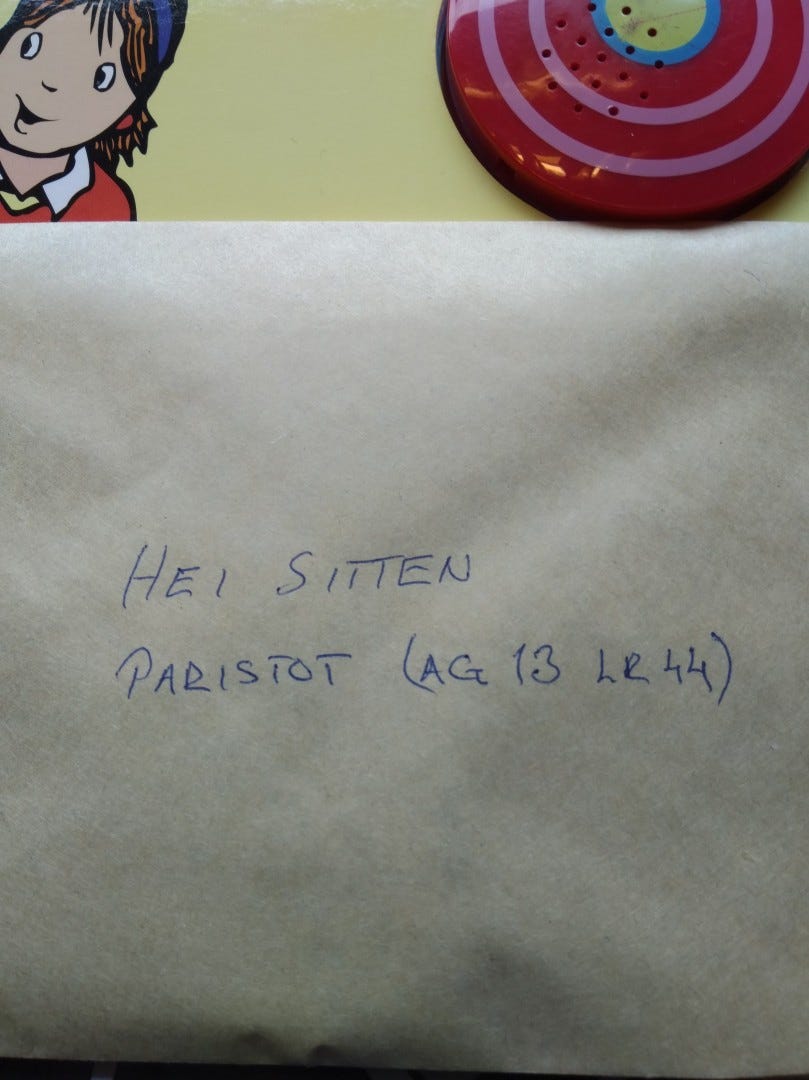 HEI SITTEN
PARISTOT (AG 13 LR 44)